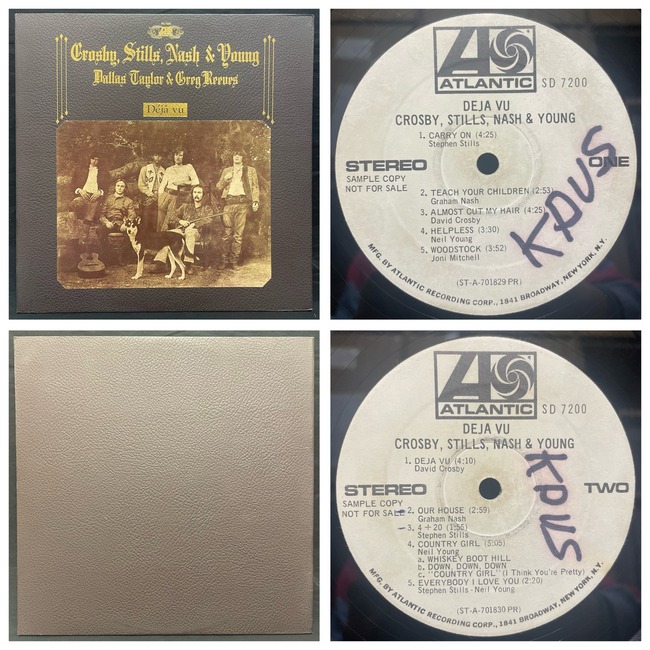 Crosby, Stills, Nash & Young
Dallas Taylor & Greg Reeves
Déjà vu
ATLANTIC
SD 7200
DEJA VU
CROSBY, STILLS, NASH & YOUNG
1. CARRY ON (4:25)
Stephen Stills
STEREO
ONE
SAMPLE COPY
NOT FOR SALE
2. TEACH YOUR CHILDREN (2:53)
Graham Nash
3. ALMOST CUT MY HAIR (4:25)
David Crosby
4. HELPLESS (3:30)
Neil Young
5. WOODSTOCK (3:52)
Joni Mitchell
KDUS
(ST-A-701829 PR)
MFG. BY ATLANTIC RECORDING CORP., 1841 BROADWAY, NEW YORK, N.Y.
ATLANTIC
SD 7200
DEJA VU
CROSBY, STILLS, NASH & YOUNG
1. DEJA VU (4:10)
David Crosby
STEREO
TWO
SAMPLE COPY
NOT FOR SALE
2. OUR HOUSE (2:59)
Graham Nash
3. 4 + 20 (1:55)
Stephen Stills
4. COUNTRY GIRL (5:05)
Neil Young
a. WHISKEY BOOT HILL
b. DOWN, DOWN, DOWN
c. "COUNTRY GIRL" (I Think You're Pretty)
5. EVERYBODY I LOVE YOU (2:20)
Stephen Stills - Neil Young
KDUS
(ST-A-701830 PR)
MFG. BY ATLANTIC RECORDING CORP., 1841 BROADWAY, NEW YORK, N.Y.